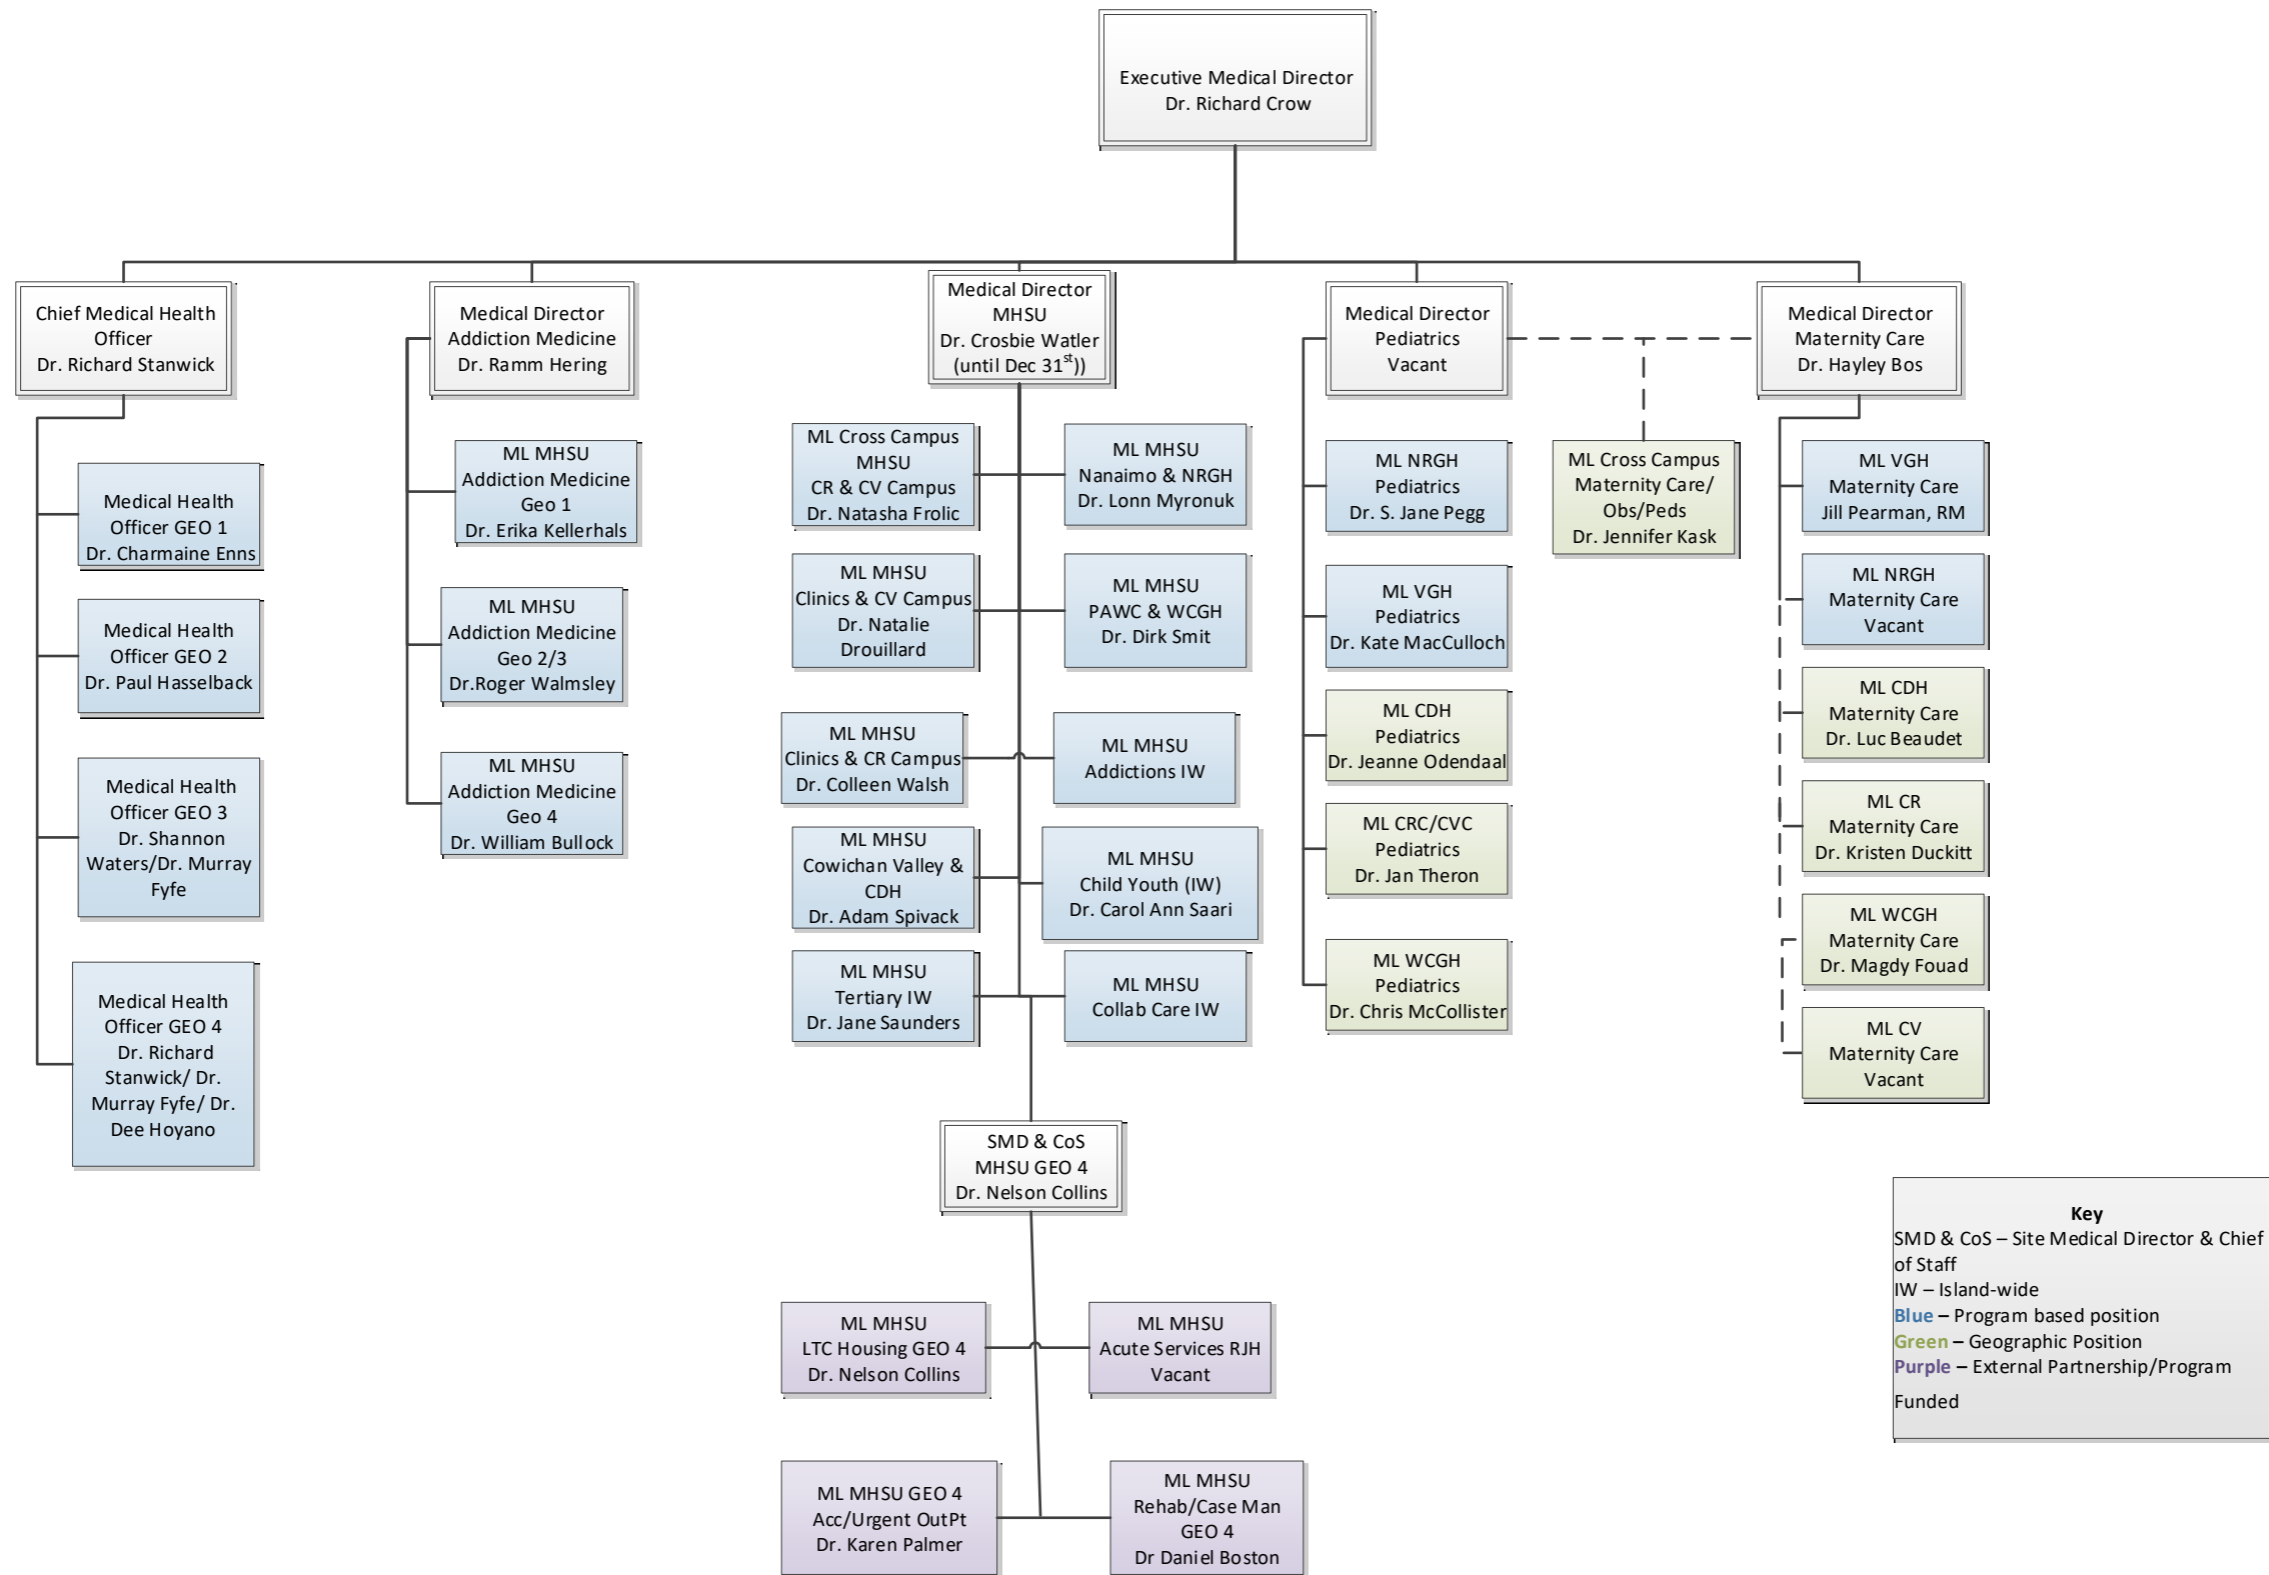 Executive Medical Director
Dr. Richard Crow
Chief Medical Health
Officer
Dr. Richard Stanwick
Medical Health
Officer GEO 1
Dr. Charmaine Enns
Medical Health
Officer GEO 2
Dr. Paul Hasselback
Medical Health
Officer GEO 3
Dr. Shannon
Waters/Dr. Murray
Fyfe
Medical Health
Officer GEO 4
Dr. Richard
Stanwick/ Dr.
Murray Fyfe/ Dr.
Dee Hoyano
Medical Director
Addiction Medicine
Dr. Ramm Hering
ML MHSU
Addiction Medicine
Geo 1
Dr. Erika Kellerhals
ML MHSU
Addiction Medicine
Geo 2/3
Dr.Roger Walmsley
ML MHSU
Addiction Medicine
Geo 4
Dr. William Bullock
Medical Director
MHSU
Dr. Crosbie Watler
(until Dec 31st))
ML Cross Campus
MHSU
CR & CV Campus
Dr. Natasha Frolic
ML MHSU
Nanaimo & NRGH
Dr. Lonn Myronuk
ML MHSU
Clinics & CV Campus
Dr. Natalie
Drouillard
ML MHSU
PAWC & WCGH
Dr. Dirk Smit
ML MHSU
Clinics & CR Campus
Dr. Colleen Walsh
ML MHSU
Addictions IW
ML MHSU
Cowichan Valley &
CDH
Dr. Adam Spivack
ML MHSU
Child Youth (IW)
Dr. Carol Ann Saari
ML MHSU
Tertiary IW
Dr. Jane Saunders
ML MHSU
Collab Care IW
SMD & CoS
MHSU GEO 4
Dr. Nelson Collins
ML MHSU
LTC Housing GEO 4
Dr. Nelson Collins
ML MHSU
Acute Services RJH
Vacant
ML MHSU GEO 4
Acc/Urgent OutPt
Dr. Karen Palmer
ML MHSU
Rehab/Case Man
GEO 4
Dr Daniel Boston
Medical Director
Pediatrics
Vacant
ML NRGH
Pediatrics
Dr. S. Jane Pegg
ML VGH
Pediatrics
Dr. Kate MacCulloch
ML CDH
Pediatrics
Dr. Jeanne Odendaal
ML CRC/CVC
Pediatrics
Dr. Jan Theron
ML WCGH
Pediatrics
Dr. Chris McCollister
ML Cross Campus
Maternity Care/
Obs/Peds
Dr. Jennifer Kask
Medical Director
Maternity Care
Dr. Hayley Bos
ML VGH
Maternity Care
Jill Pearman, RM
ML NRGH
Maternity Care
Vacant
ML CDH
Maternity Care
Dr. Luc Beaudet
ML CR
Maternity Care
Dr. Kristen Duckitt
ML WCGH
Maternity Care
Dr. Magdy Fouad
ML CV
Maternity Care
Vacant
Key
SMD & CoS – Site Medical Director & Chief
of Staff
IW – Island-wide
Blue – Program based position
Green – Geographic Position
Purple – External Partnership/Program
Funded